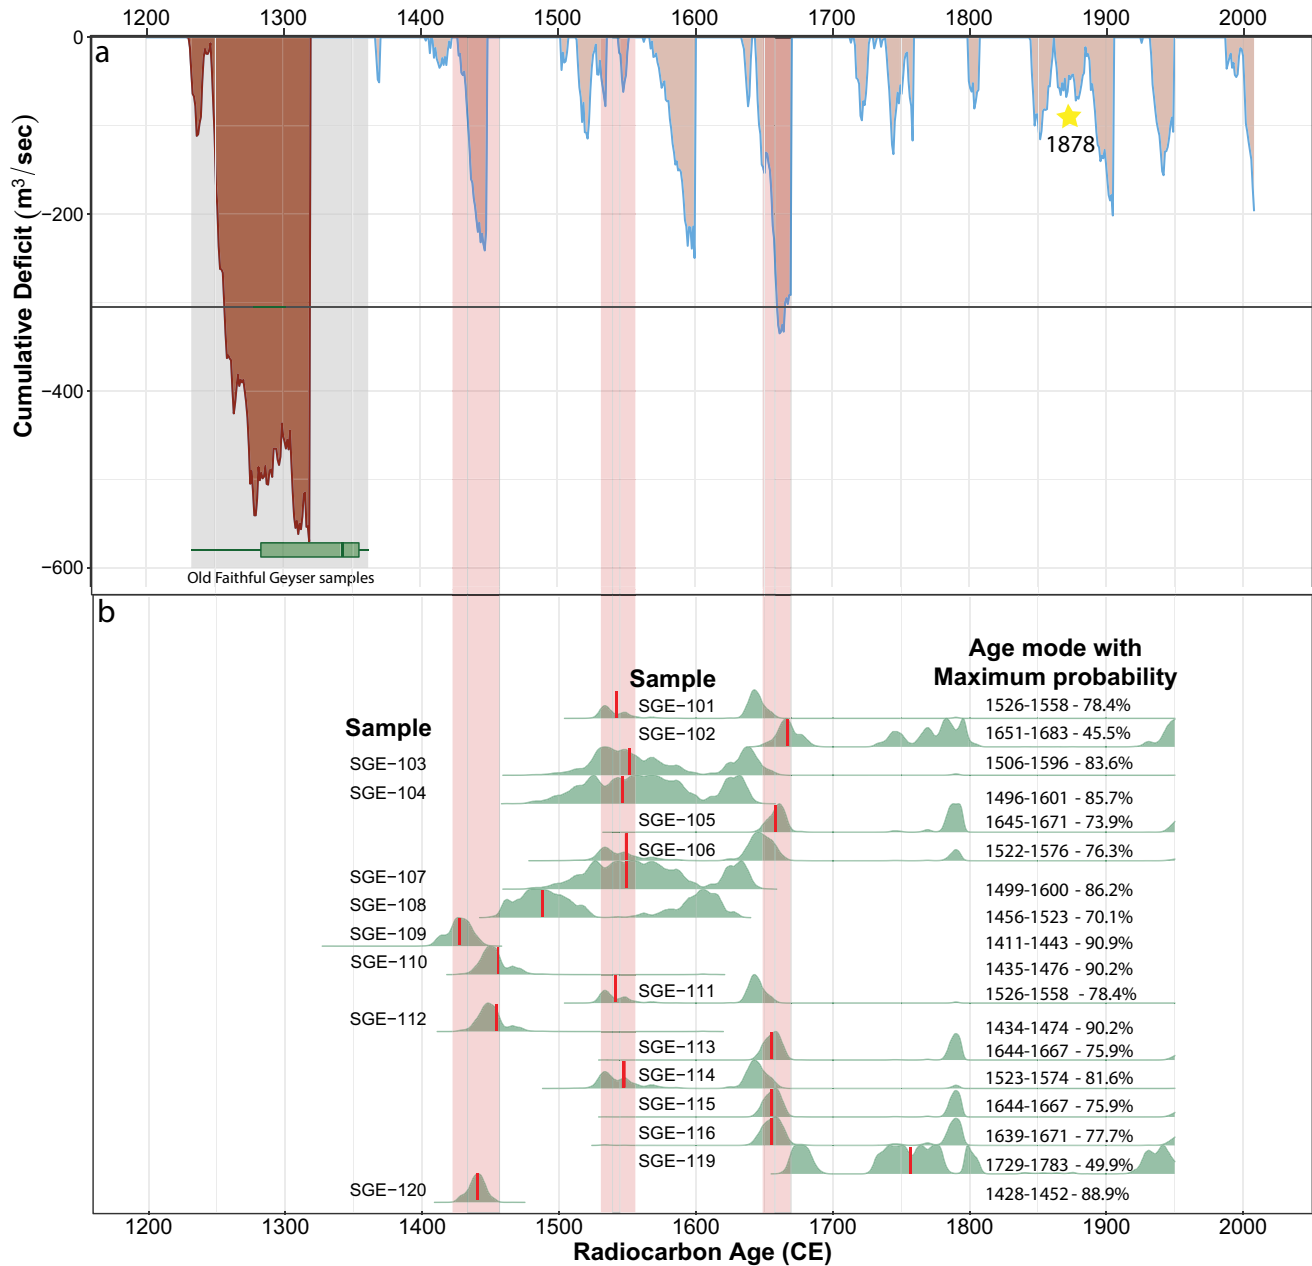 1200 1300 1400 1500 1600 1700 1800 1900 2000
a
Cumulative Deficit (m³/sec)
0
−200
−400
−600
1878
Old Faithful Geyser samples
b
Age mode with
Maximum probability
Sample
Sample
SGE−101 1526-1558 - 78.4%
SGE−102 1651-1683 - 45.5%
SGE−103 1506-1596 - 83.6%
SGE−104 1496-1601 - 85.7%
SGE−105 1645-1671 - 73.9%
SGE−106 1522-1576 - 76.3%
SGE−107 1499-1600 - 86.2%
SGE−108 1456-1523 - 70.1%
SGE−109 1411-1443 - 90.9%
SGE−110 1435-1476 - 90.2%
SGE−111 1526-1558 - 78.4%
SGE−112 1434-1474 - 90.2%
SGE−113 1644-1667 - 75.9%
SGE−114 1523-1574 - 81.6%
SGE−115 1644-1667 - 75.9%
SGE−116 1639-1671 - 77.7%
SGE−119 1729-1783 - 49.9%
SGE−120 1428-1452 - 88.9%
1200 1300 1400 1500 1600 1700 1800 1900 2000
Radiocarbon Age (CE)